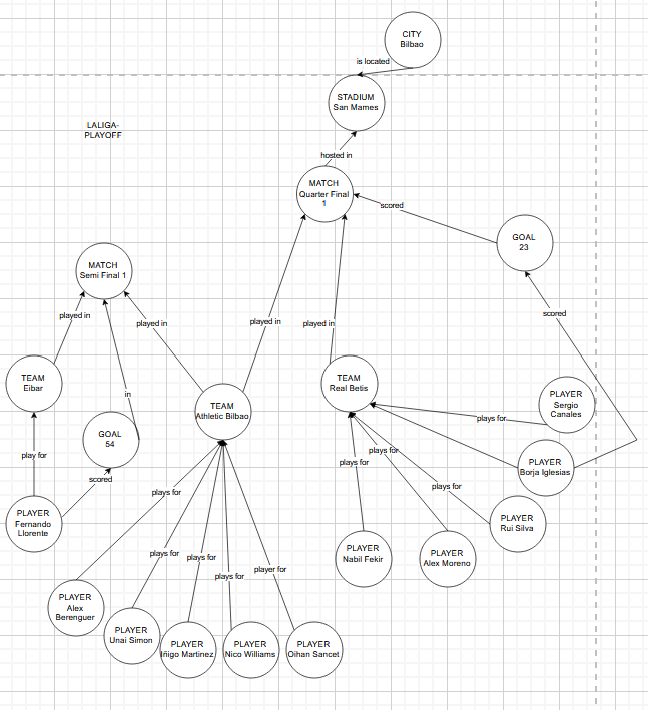 CITY
Bilbao
is located
STADIUM
San Mames
LALIGA-
PLAYOFF
hosted in
MATCH
Quarter Final
1
scored
GOAL
23
MATCH
Semi Final 1
played in
played in
played in
played in
scored
TEAM
Eibar
in
TEAM
Athletic Bilbao
TEAM
Real Betis
PLAYER
Sergio
Canales
plays for
GOAL
54
play for
scored
plays for
plays for
plays for
plays for
PLAYER
Borja Iglesias
PLAYER
Fernando
Llorente
PLAYER
Rui Silva
plays for
plays for
plays for
player for
PLAYER
Nabil Fekir
PLAYER
Alex Moreno
PLAYER
Alex
Berenguer
PLAYER
Unai Simon
PLAYER
Iñigo Martinez
PLAYER
Nico Williams
PLAYER
Oihan Sancet